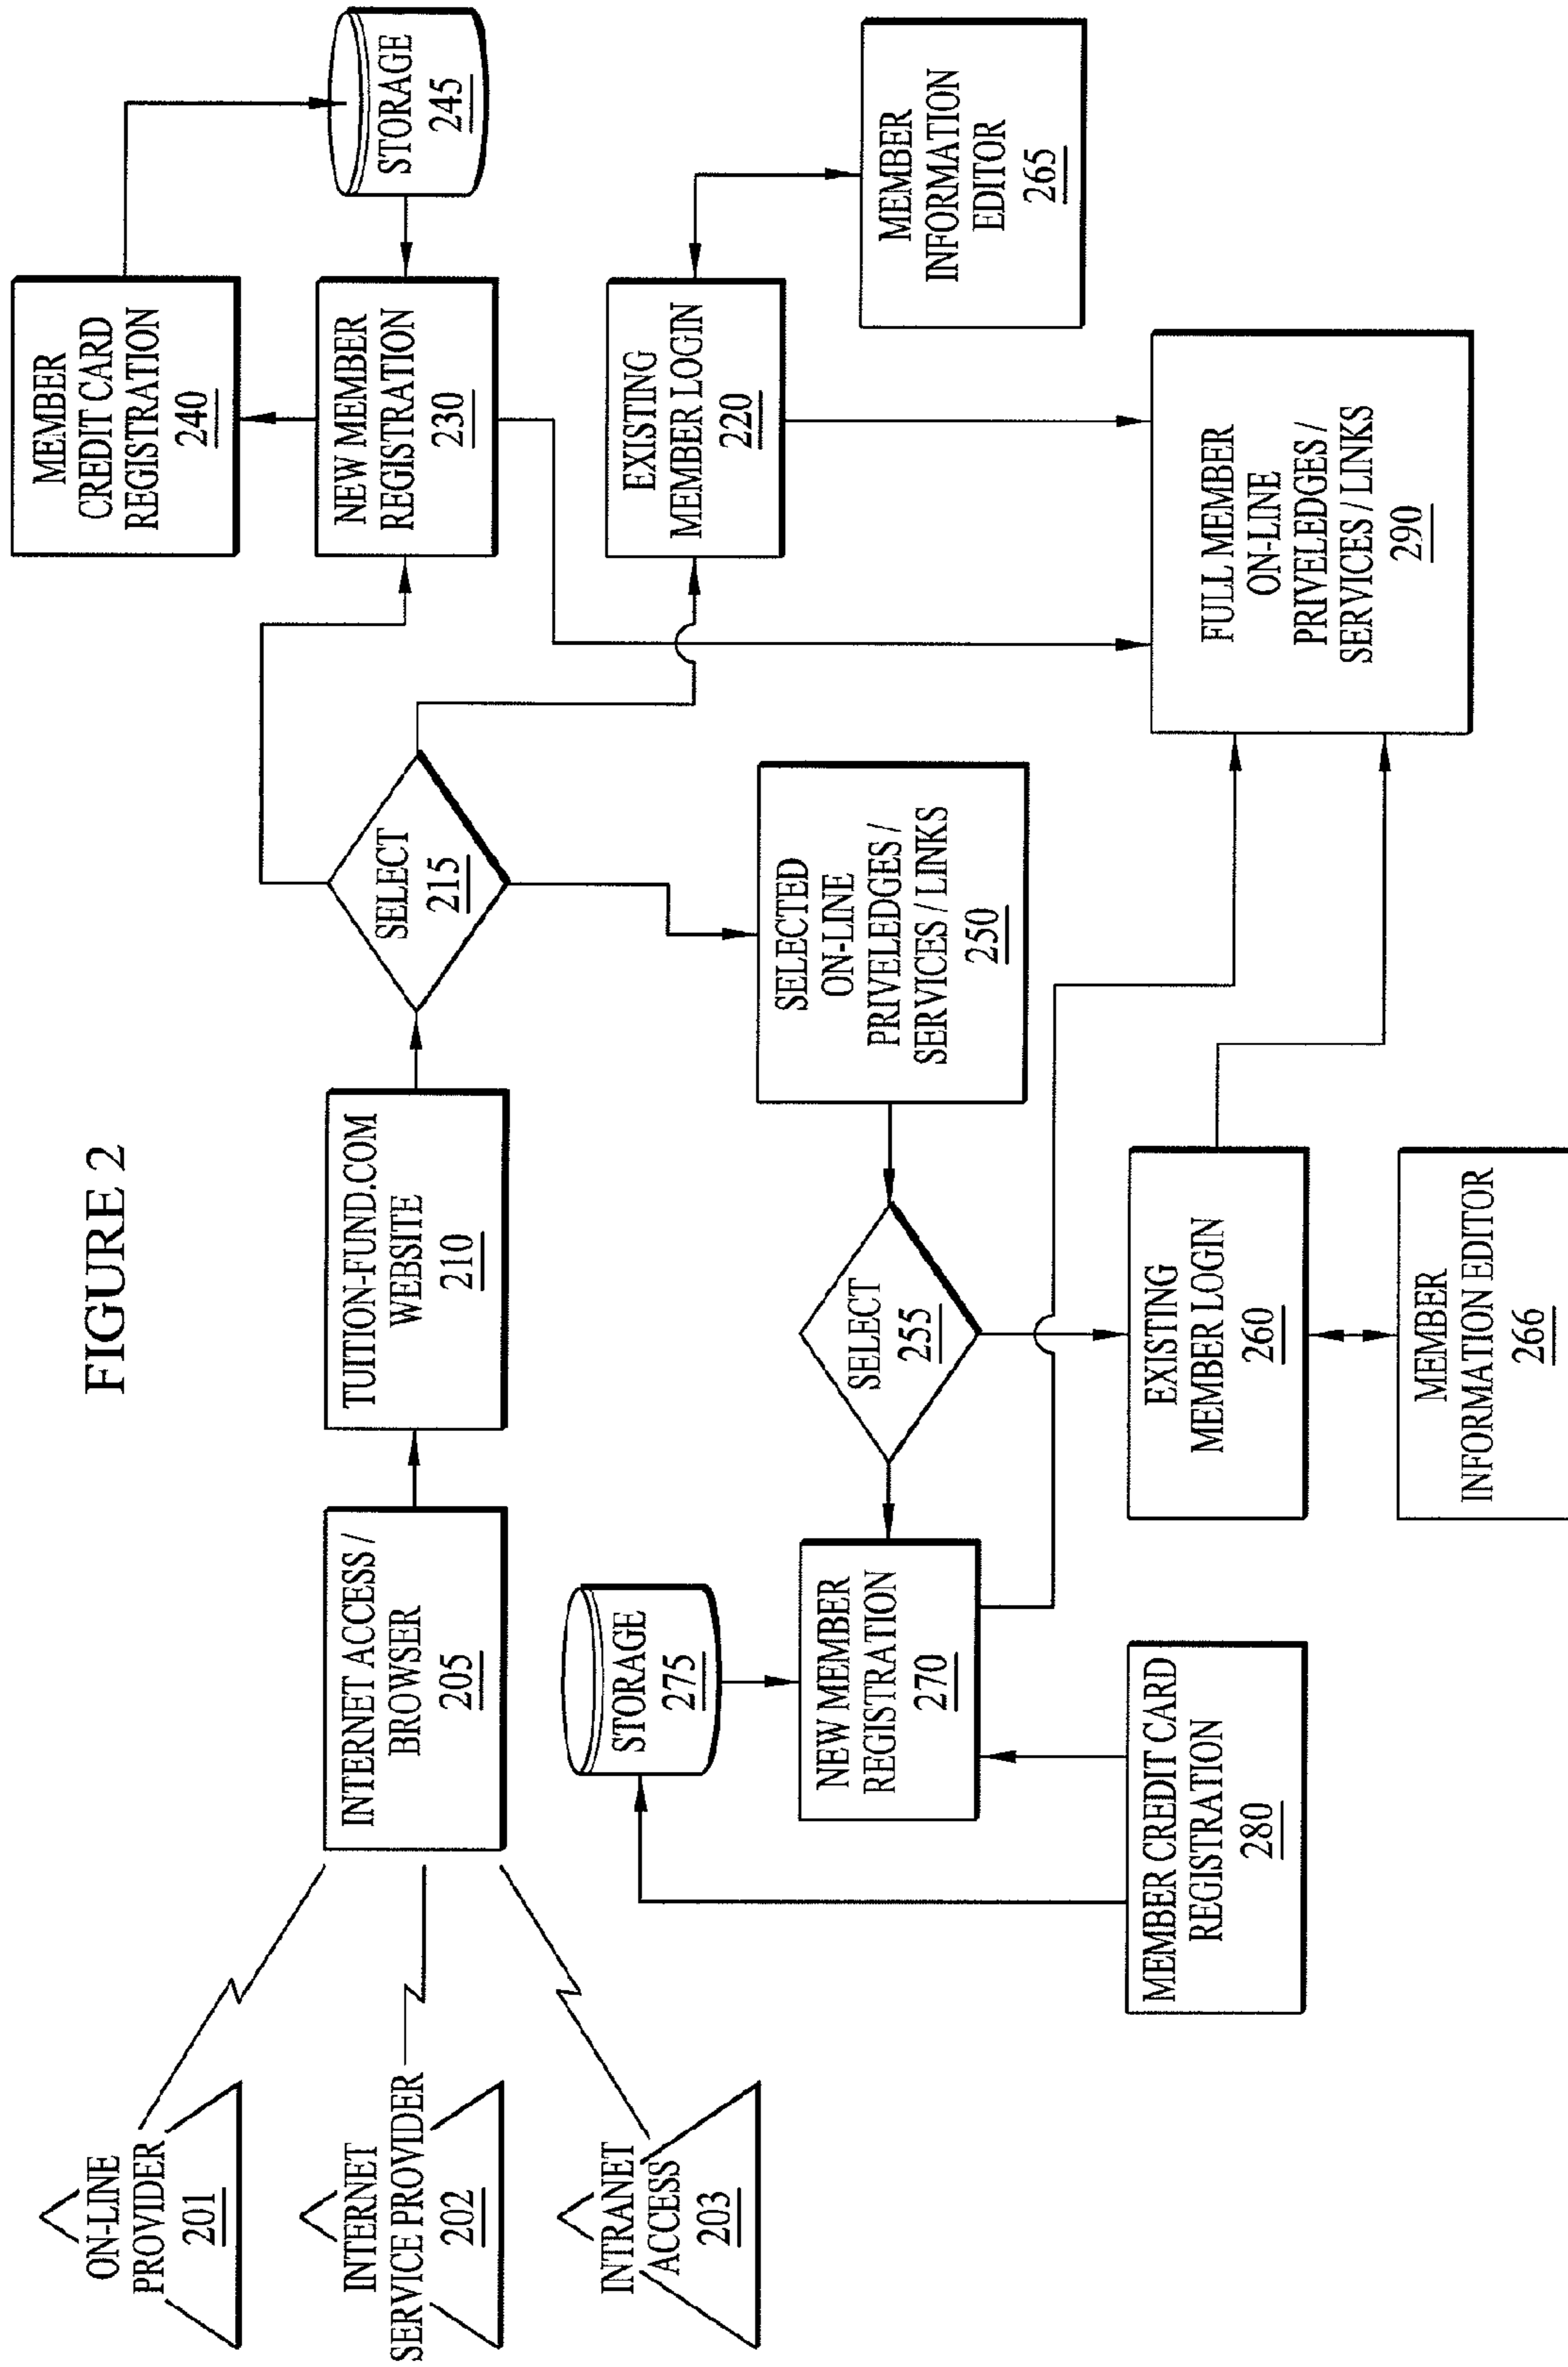 FIGURE 2
ON-LINE
PROVIDER
201
INTERNET
SERVICE PROVIDER
202
INTRANET
ACCESS
203
INTERNET ACCESS /
BROWSER
205
TUITION-FUND.COM
WEBSITE
210
SELECT
215
MEMBER
CREDIT CARD
REGISTRATION
240
STORAGE
245
NEW MEMBER
REGISTRATION
230
EXISTING
MEMBER LOGIN
220
MEMBER
INFORMATION
EDITOR
265
SELECTED
ON-LINE
PRIVELEDGES /
SERVICES / LINKS
250
SELECT
255
STORAGE
275
NEW MEMBER
REGISTRATION
270
MEMBER CREDIT CARD
REGISTRATION
280
EXISTING
MEMBER LOGIN
260
MEMBER
INFORMATION EDITOR
266
FULL MEMBER
ON-LINE
PRIVELEDGES /
SERVICES / LINKS
290